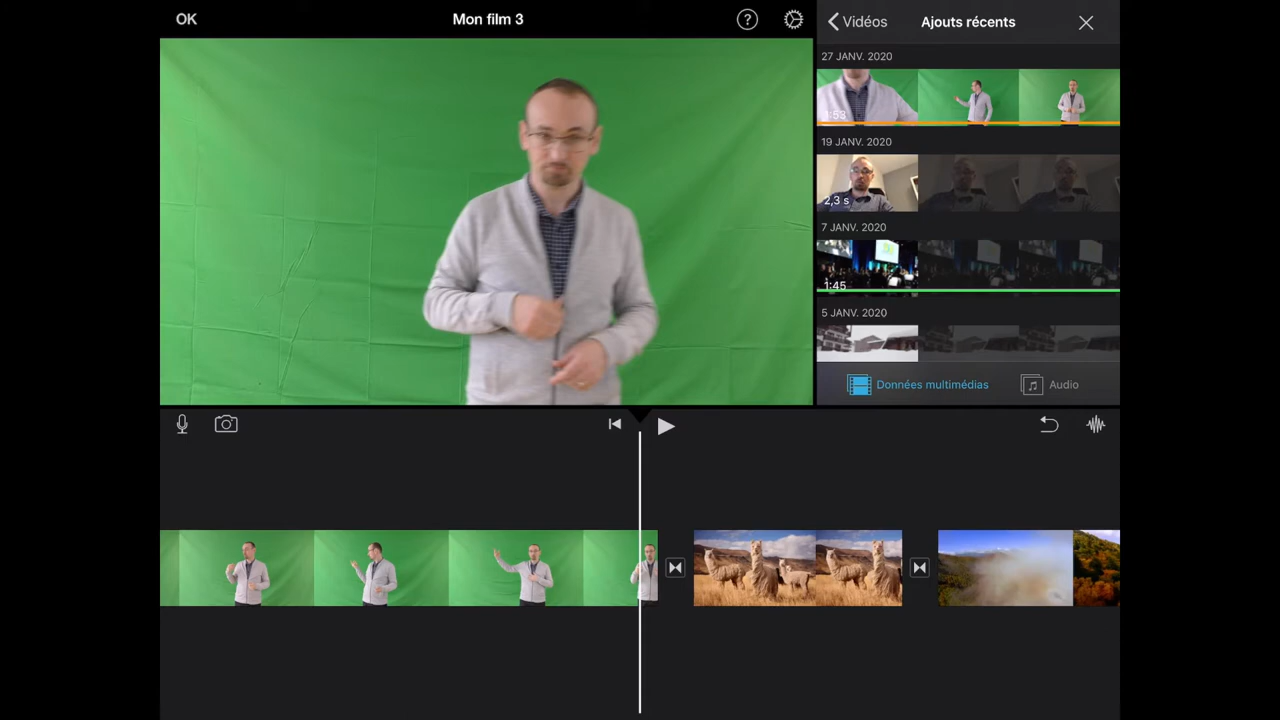 OK
Mon film 3
?
Vidéos
Ajouts récents
27 JANV. 2020
:53
19 JANV. 2020
2,3 s
7 JANV. 2020
1:45
5 JANV. 2020
Données multimédias
Audio